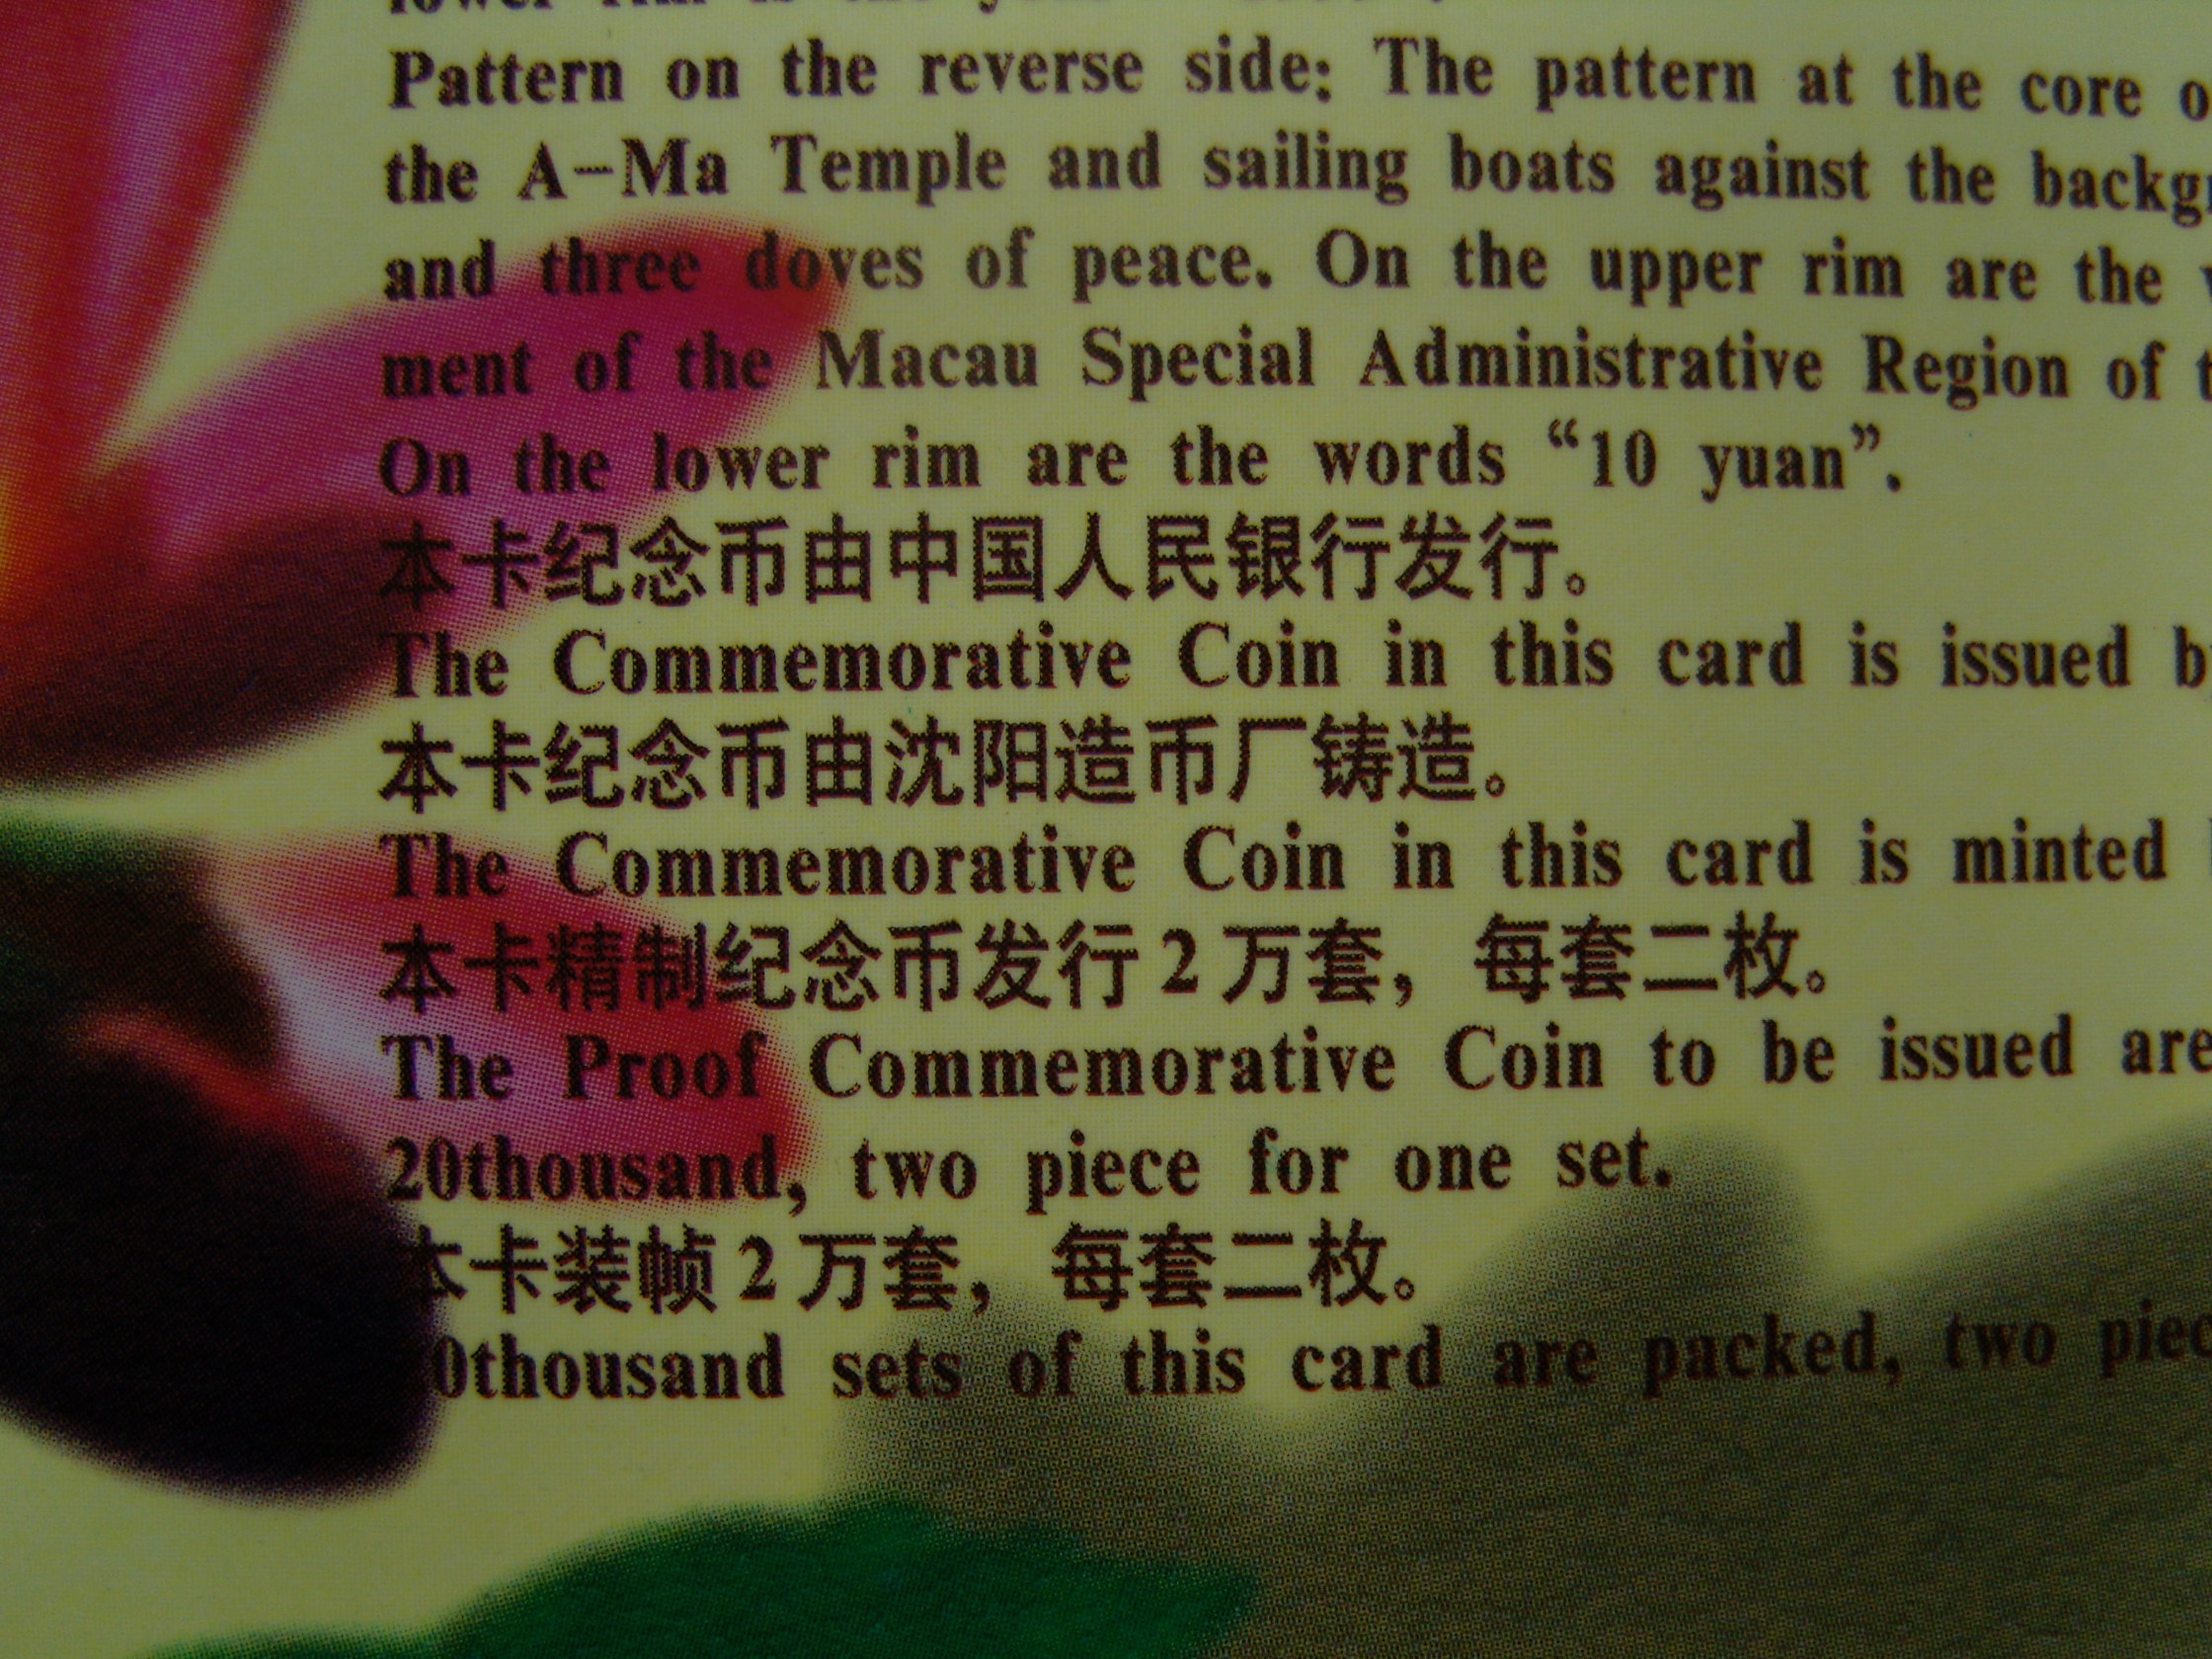 Pattern on the reverse side: The pattern at the core
the A-Ma Temple and sailing boats against the
and three doves of peace. On the upper rim are the
ment of the Macau Special Administrative Region of
On the lower rim are the words “10 yuan”.
本卡纪念币由中国人民银行发行。
The Commemorative Coin in this card is issued
本卡纪念币由沈阳造币厂铸造。
The Commemorative Coin in this card is minted
本卡精制纪念币发行2万套，每套二枚。
The Proof Commemorative Coin to be issued are
20thousand, two piece for one set.
本卡装帧2万套，每套二枚。
0thousand sets of this card are packed, two